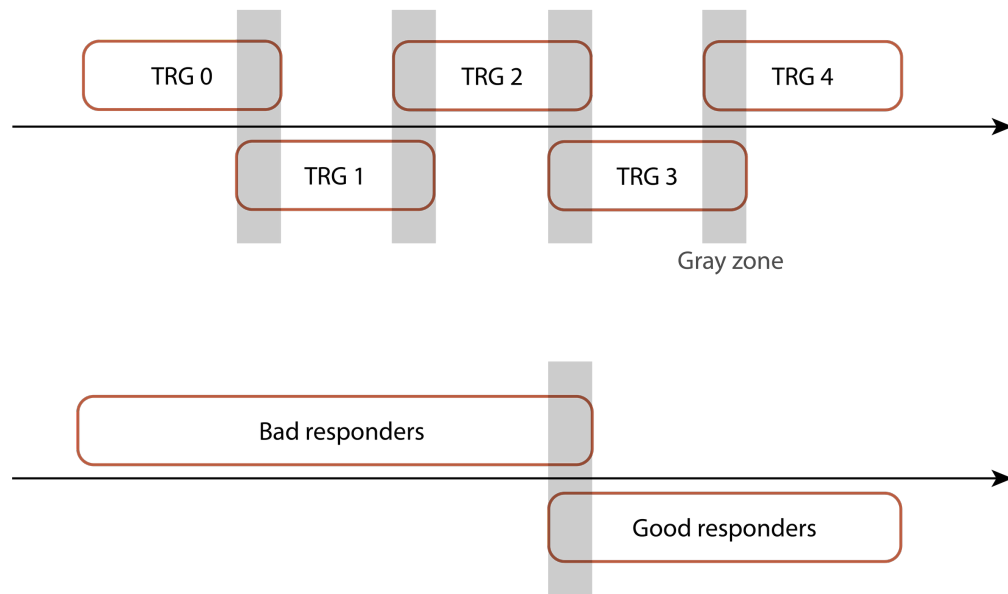 TRG 0
TRG 2
TRG 4
TRG 1
TRG 3
Gray zone
Bad responders
Good responders